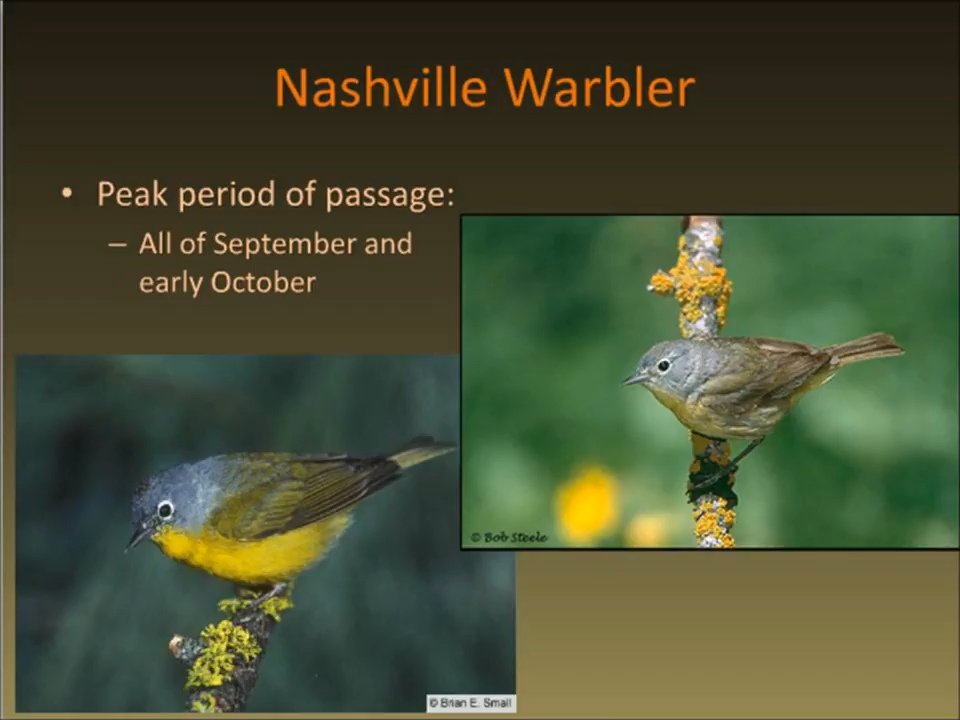 Nashville Warbler
• Peak period of passage:
– All of September and
early October
© Bob Steele
© Brian E. Small